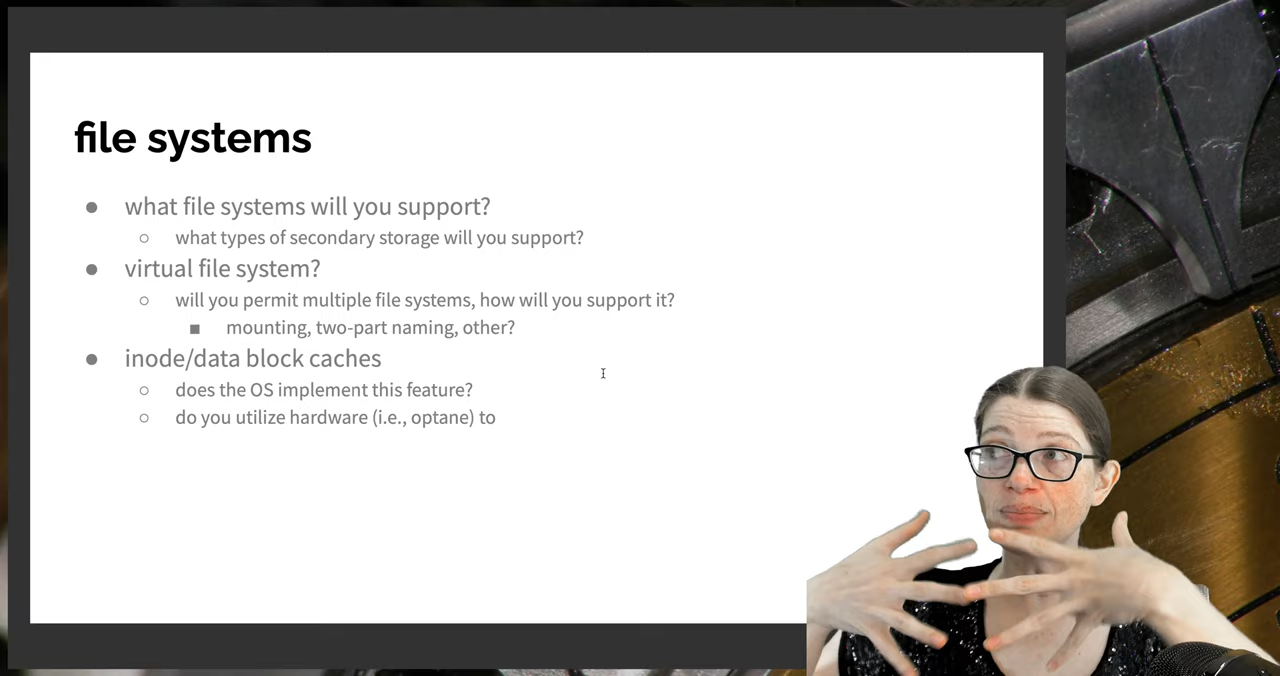 file systems
● what file systems will you support?
○ what types of secondary storage will you support?
● virtual file system?
○ will you permit multiple file systems, how will you support it?
■ mounting, two-part naming, other?
● inode/data block caches
○ does the OS implement this feature?
○ do you utilize hardware (i.e., optane) to